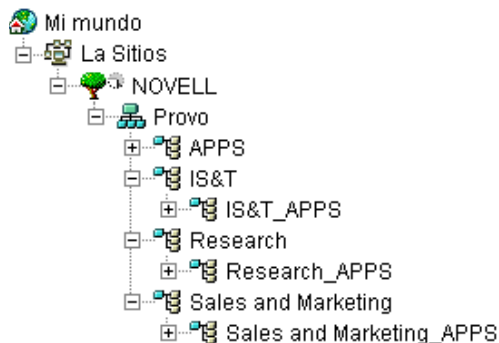 Mi mundo
La Sitios
NOVELL
Provo
APPS
IS&T
IS&T_APPS
Research
Research_APPS
Sales and Marketing
Sales and Marketing_APPS